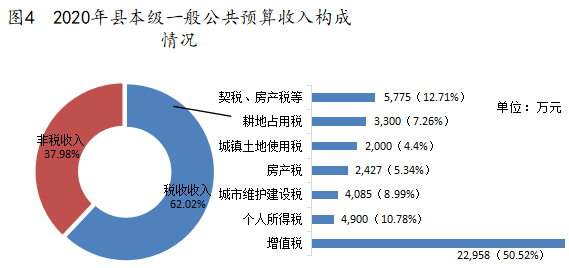 图4 2020年县本级一般公共预算收入构成
情况
单位：万元
非税收入
37.98%
税收收入
62.02%
契税、房产税等 5,775（12.71%）
耕地占用税 3,300（7.26%）
城镇土地使用税 2,000（4.4%）
房产税 2,427（5.34%）
城市维护建设税 4,085（8.99%）
个人所得税 4,900（10.78%）
增值税 22,958（50.52%）